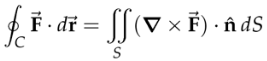 ∮_C F⃗ · dr⃗ = ∬_S (∇ × F⃗) · n̂ dS